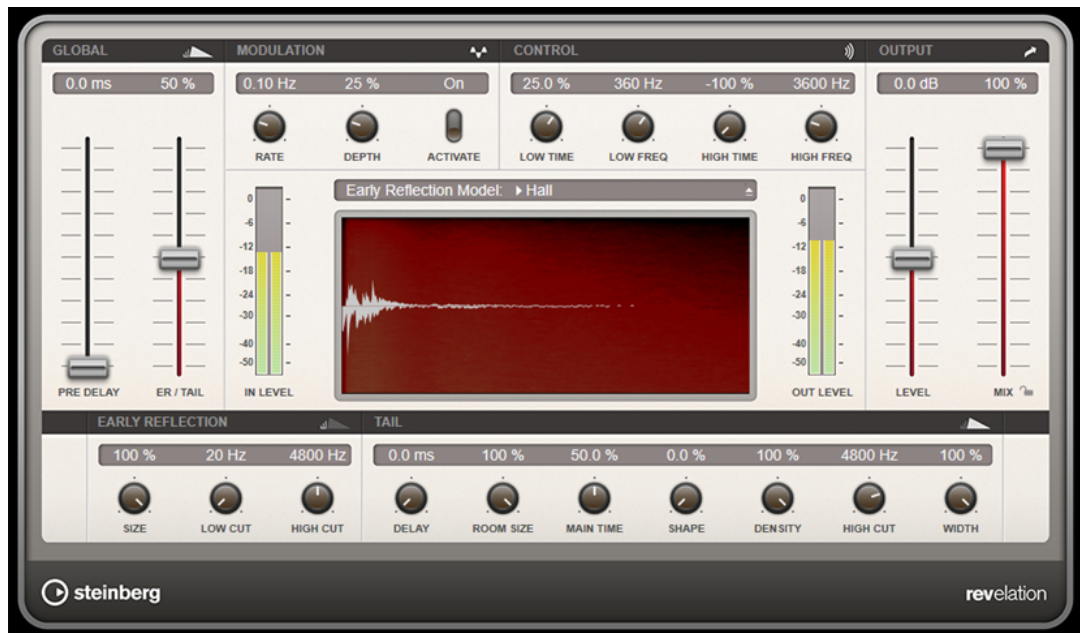 GLOBAL MODULATION CONTROL OUTPUT
0.0 ms 50 % 0.10 Hz 25 % On 25.0 % 360 Hz -100 % 3600 Hz 0.0 dB 100 %
RATE DEPTH ACTIVATE LOW TIME LOW FREQ HIGH TIME HIGH FREQ
Early Reflection Model: Hall
0 0
-6 -6
-12 -12
-18 -18
-24 -24
-30 -30
-40 -40
-50 -50
PRE DELAY ER / TAIL IN LEVEL OUT LEVEL LEVEL MIX
EARLY REFLECTION TAIL
100 % 20 Hz 4800 Hz 0.0 ms 100 % 50.0 % 0.0 % 100 % 4800 Hz 100 %
SIZE LOW CUT HIGH CUT DELAY ROOM SIZE MAIN TIME SHAPE DENSITY HIGH CUT WIDTH
steinberg revelation